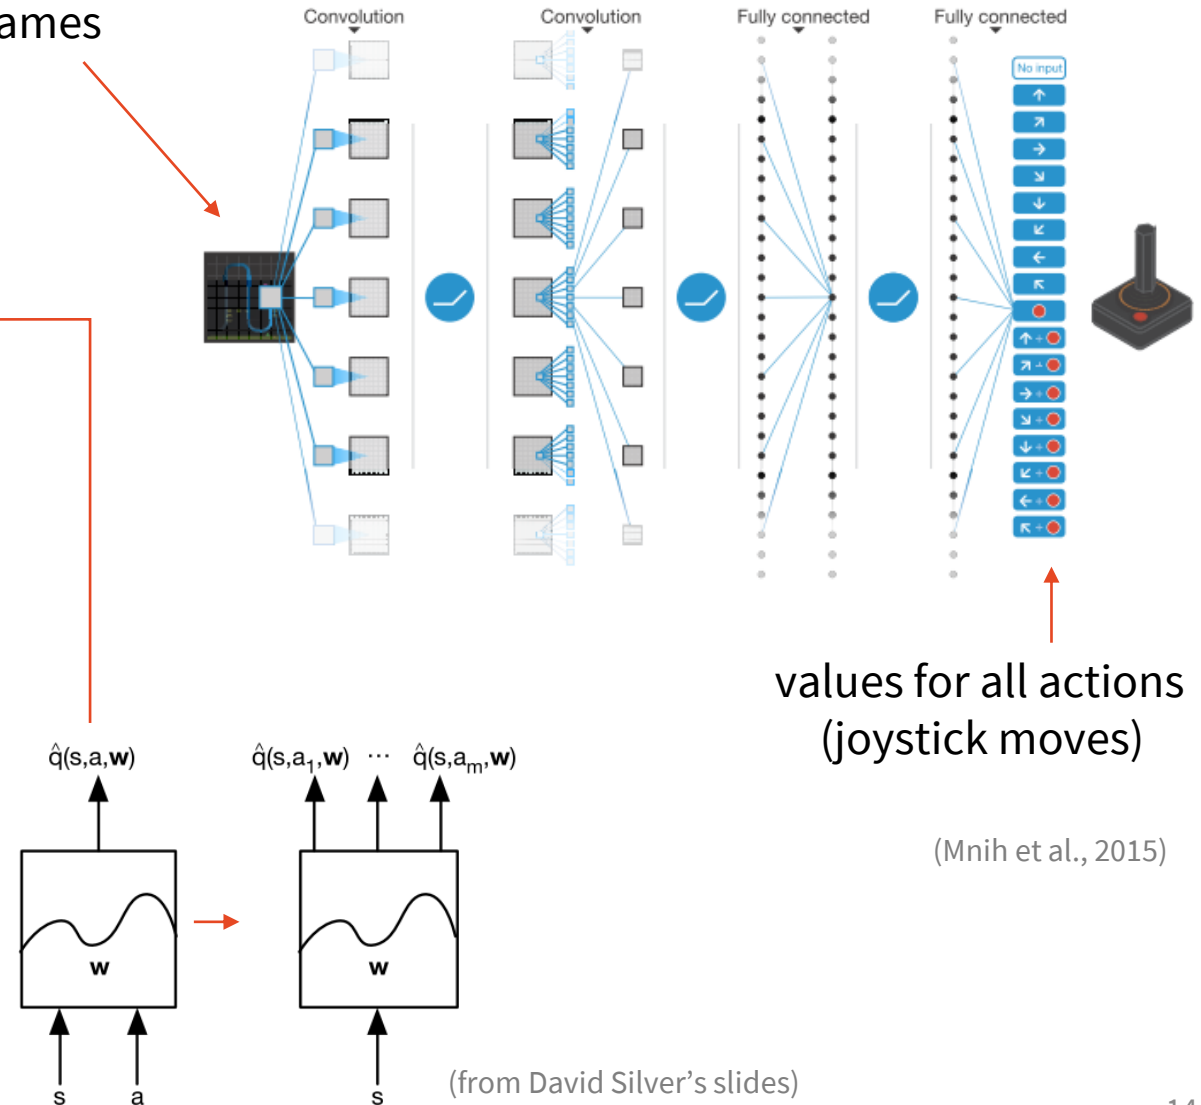 ames
Convolution
Convolution
Fully connected
Fully connected
No input
values for all actions
(joystick moves)
(Mnih et al., 2015)
q̂(s,a,w)
q̂(s,a₁,w) ··· q̂(s,aₘ,w)
w
w
s
a
s
(from David Silver’s slides)
14